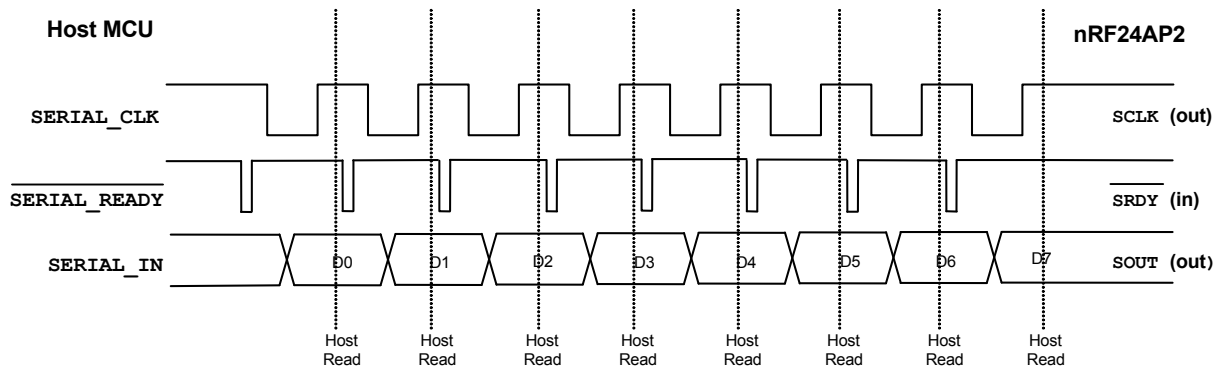 Host MCU
nRF24AP2
SERIAL_CLK
SCLK (out)
SERIAL_READY
SRDY (in)
SERIAL_IN
D0 D1 D2 D3 D4 D5 D6 D7
SOUT (out)
Host Host Host Host Host Host Host Host
Read Read Read Read Read Read Read Read